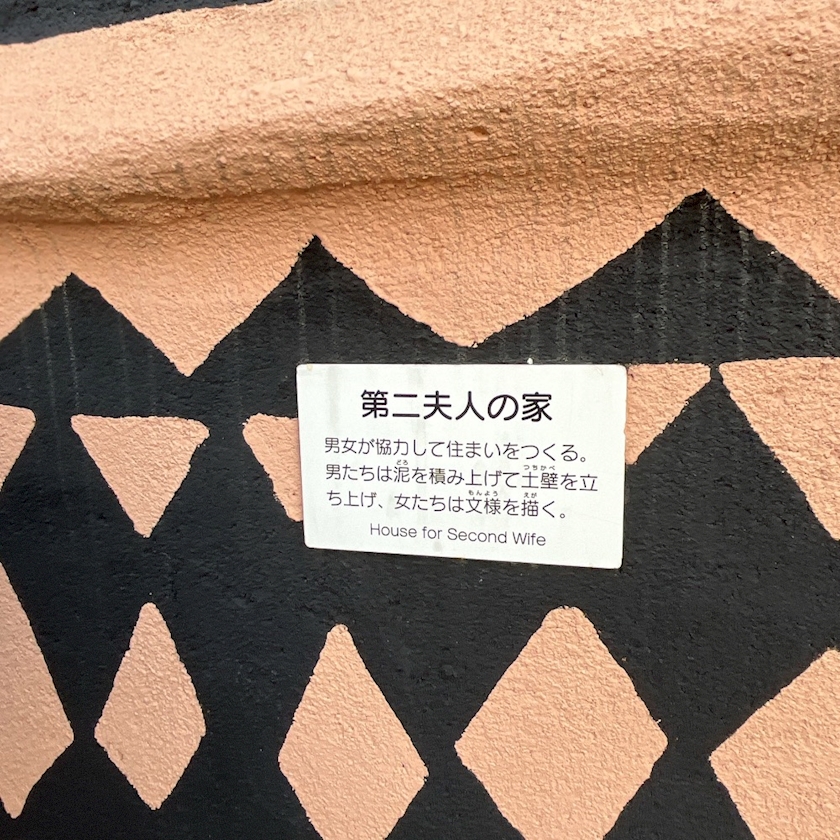 第二夫人の家
男女が協力して住まいをつくる。
男たちは泥を積み上げて土壁を立
ち上げ、女たちは文様を描く。
House for Second Wife